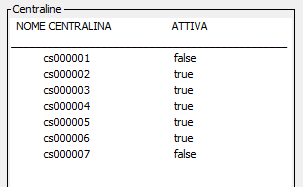 Centraline
NOME CENTRALINA ATTIVA
cs000001 false
cs000002 true
cs000003 true
cs000004 true
cs000005 true
cs000006 true
cs000007 false